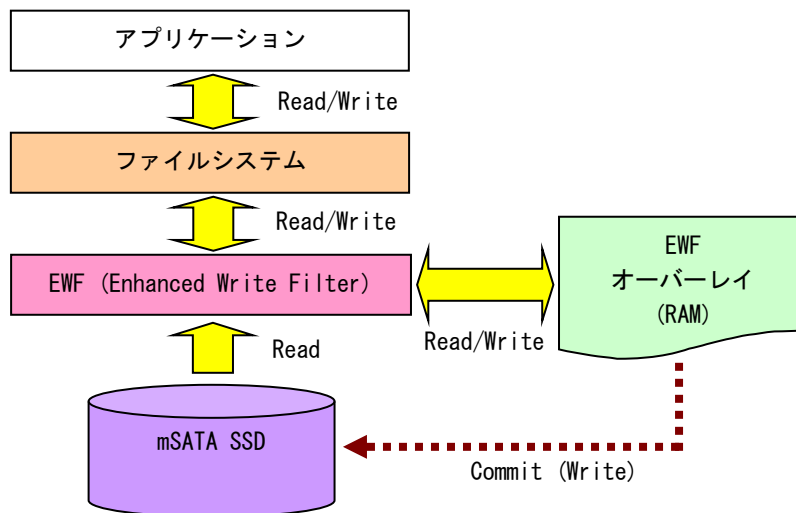 アプリケーション
Read/Write
ファイルシステム
Read/Write
EWF (Enhanced Write Filter)
EWF
オーバーレイ
(RAM)
Read/Write
Read
mSATA SSD
Commit (Write)